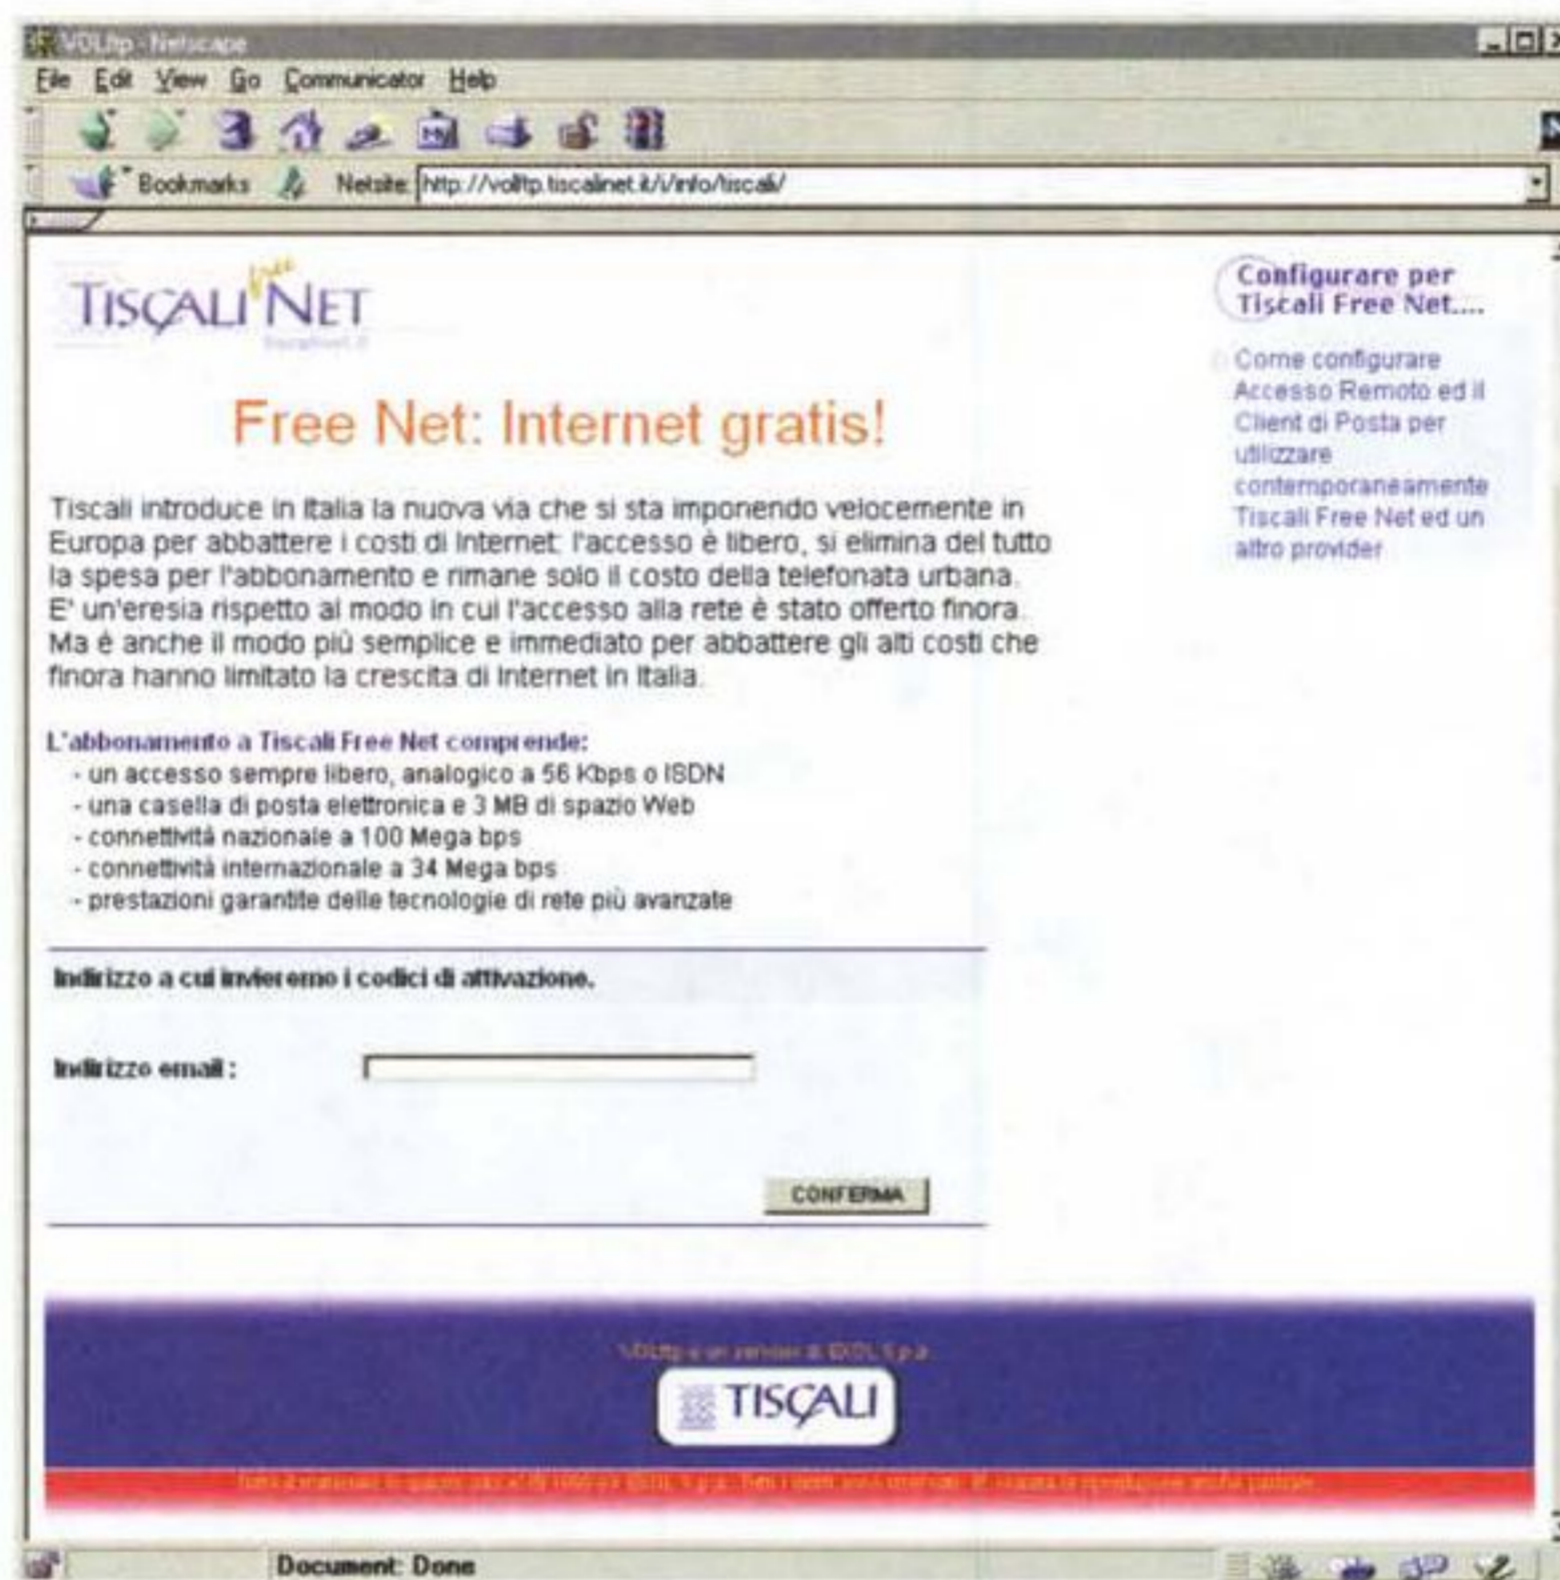 VOLftp - Netscape
File Edit View Go Communicator Help
Bookmarks Netsite: http://volftp.tiscalinet.it/i/info/tiscali/
free
TISCALI NET
Free Net: Internet gratis!
Tiscali introduce in Italia la nuova via che si sta imponendo velocemente in
Europa per abbattere i costi di Internet: l'accesso è libero, si elimina del tutto
la spesa per l'abbonamento e rimane solo il costo della telefonata urbana.
E' un'eresia rispetto al modo in cui l'accesso alla rete è stato offerto finora.
Ma è anche il modo più semplice e immediato per abbattere gli alti costi che
finora hanno limitato la crescita di Internet in Italia.
L'abbonamento a Tiscali Free Net comprende:
- un accesso sempre libero, analogico a 56 Kbps o ISDN
- una casella di posta elettronica e 3 MB di spazio Web
- connettività nazionale a 100 Mega bps
- connettività internazionale a 34 Mega bps
- prestazioni garantite delle tecnologie di rete più avanzate
Indirizzo a cui invieremo i codici di attivazione.
Indirizzo email :
CONFERMA
Configurare per
Tiscali Free Net....
Come configurare
Accesso Remoto ed il
Client di Posta per
utilizzare
contemporaneamente
Tiscali Free Net ed un
altro provider
VOLftp è un servizio di S.p.a.
TISCALI
Document: Done